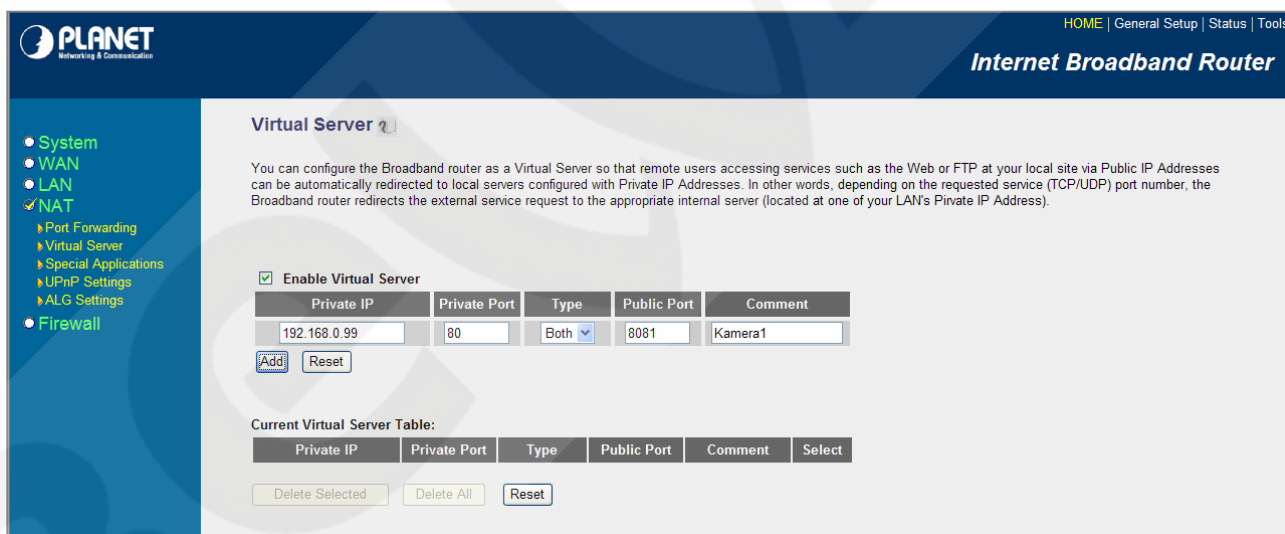 PLANET
Networking & Communication
HOME | General Setup | Status | Tools
Internet Broadband Router
System
WAN
LAN
NAT
Port Forwarding
Virtual Server
Special Applications
UPnP Settings
ALG Settings
Firewall
Virtual Server
You can configure the Broadband router as a Virtual Server so that remote users accessing services such as the Web or FTP at your local site via Public IP Addresses
can be automatically redirected to local servers configured with Private IP Addresses. In other words, depending on the requested service (TCP/UDP) port number, the
Broadband router redirects the external service request to the appropriate internal server (located at one of your LAN's Pivate IP Address).
Enable Virtual Server
Private IP Private Port Type Public Port Comment
192.168.0.99 80 Both 8081 Kamera1
Add Reset
Current Virtual Server Table:
Private IP Private Port Type Public Port Comment Select
Delete Selected Delete All Reset